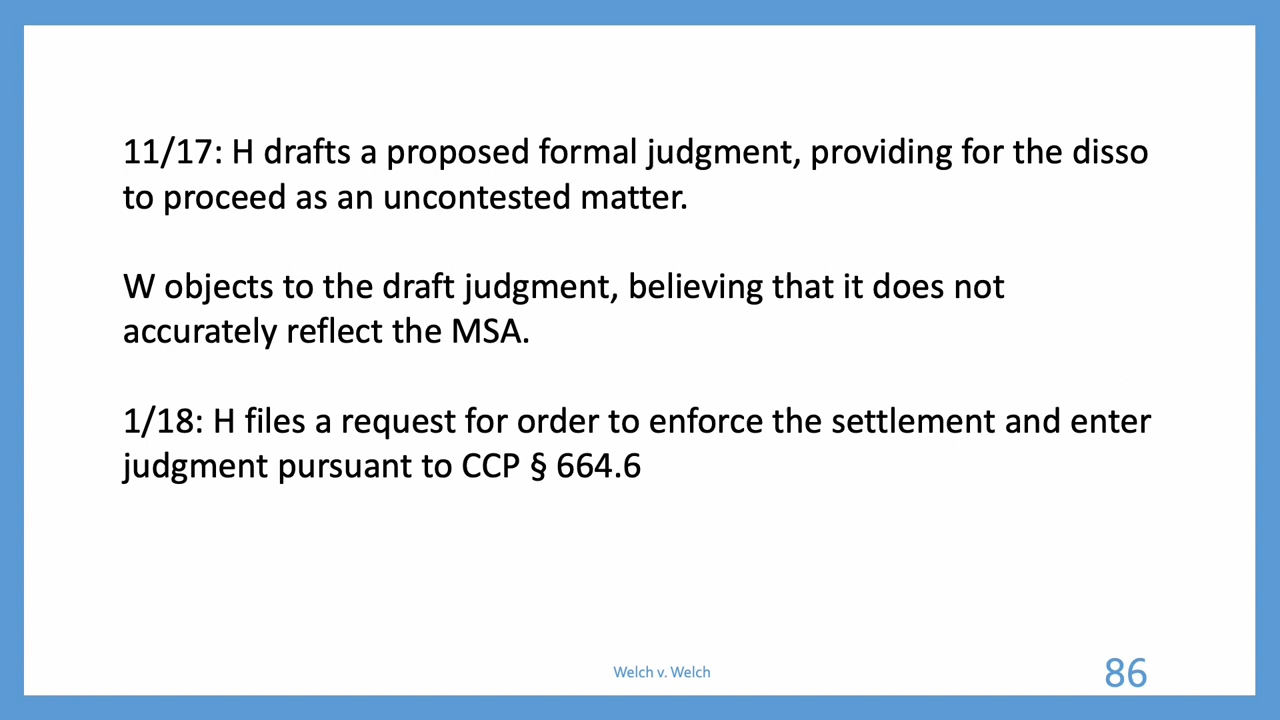 11/17: H drafts a proposed formal judgment, providing for the disso
to proceed as an uncontested matter.
W objects to the draft judgment, believing that it does not
accurately reflect the MSA.
1/18: H files a request for order to enforce the settlement and enter
judgment pursuant to CCP § 664.6
Welch v. Welch
86